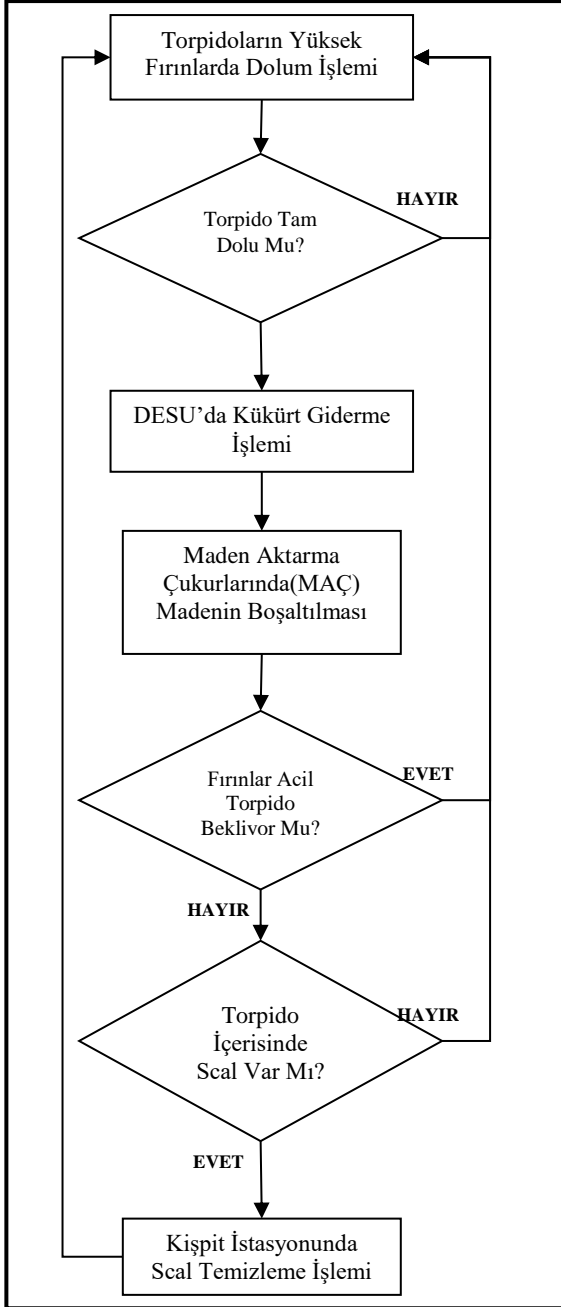 Torpidoların Yüksek
Fırınlarda Dolum İşlemi
HAYIR
Torpido Tam
Dolu Mu?
DESU’da Kükürt Giderme
İşlemi
Maden Aktarma
Çukurlarında(MAÇ)
Madenin Boşaltılması
Fırınlar Acil
EVET
Torpido
Beklivor Mu?
HAYIR
Torpido
HAYIR
İçerisinde
Scal Var Mı?
EVET
Kişpit İstasyonunda
Scal Temizleme İşlemi